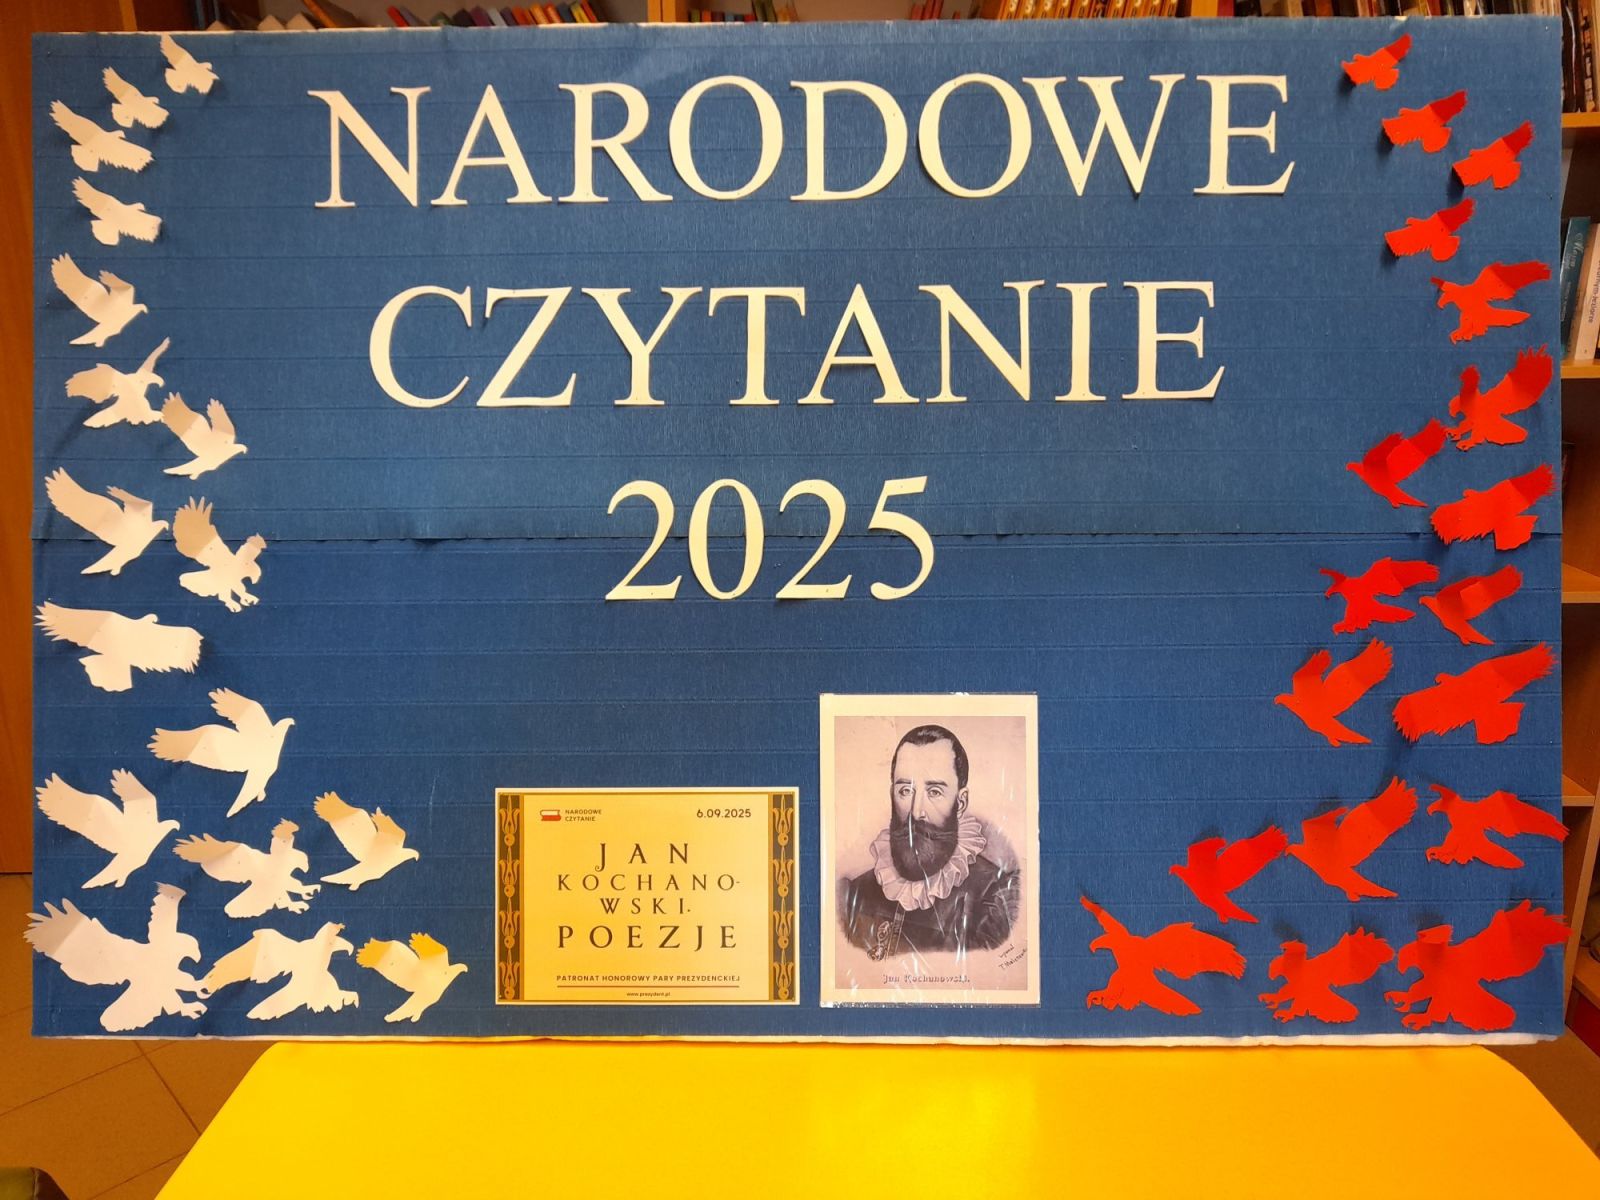 NARODOWE
CZYTANIE
2025
NARODOWE
CZYTANIE
6.09.2025
JAN
KOCHANO-
WSKI.
POEZJE
PATRONAT HONOROWY PARY PREZYDENCKIEJ
www.prezydent.pl
Jan Kochanowski.